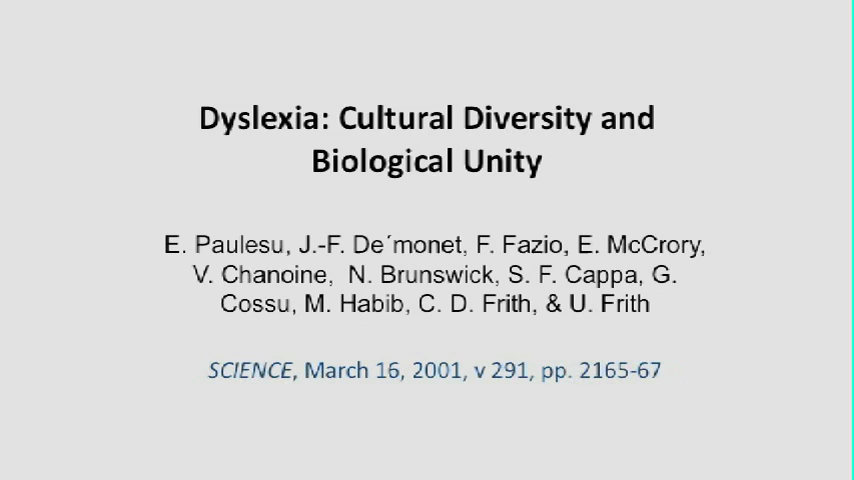 Dyslexia: Cultural Diversity and
Biological Unity
E. Paulesu, J.-F. De´monet, F. Fazio, E. McCrory,
V. Chanoine, N. Brunswick, S. F. Cappa, G.
Cossu, M. Habib, C. D. Frith, & U. Frith
SCIENCE, March 16, 2001, v 291, pp. 2165-67